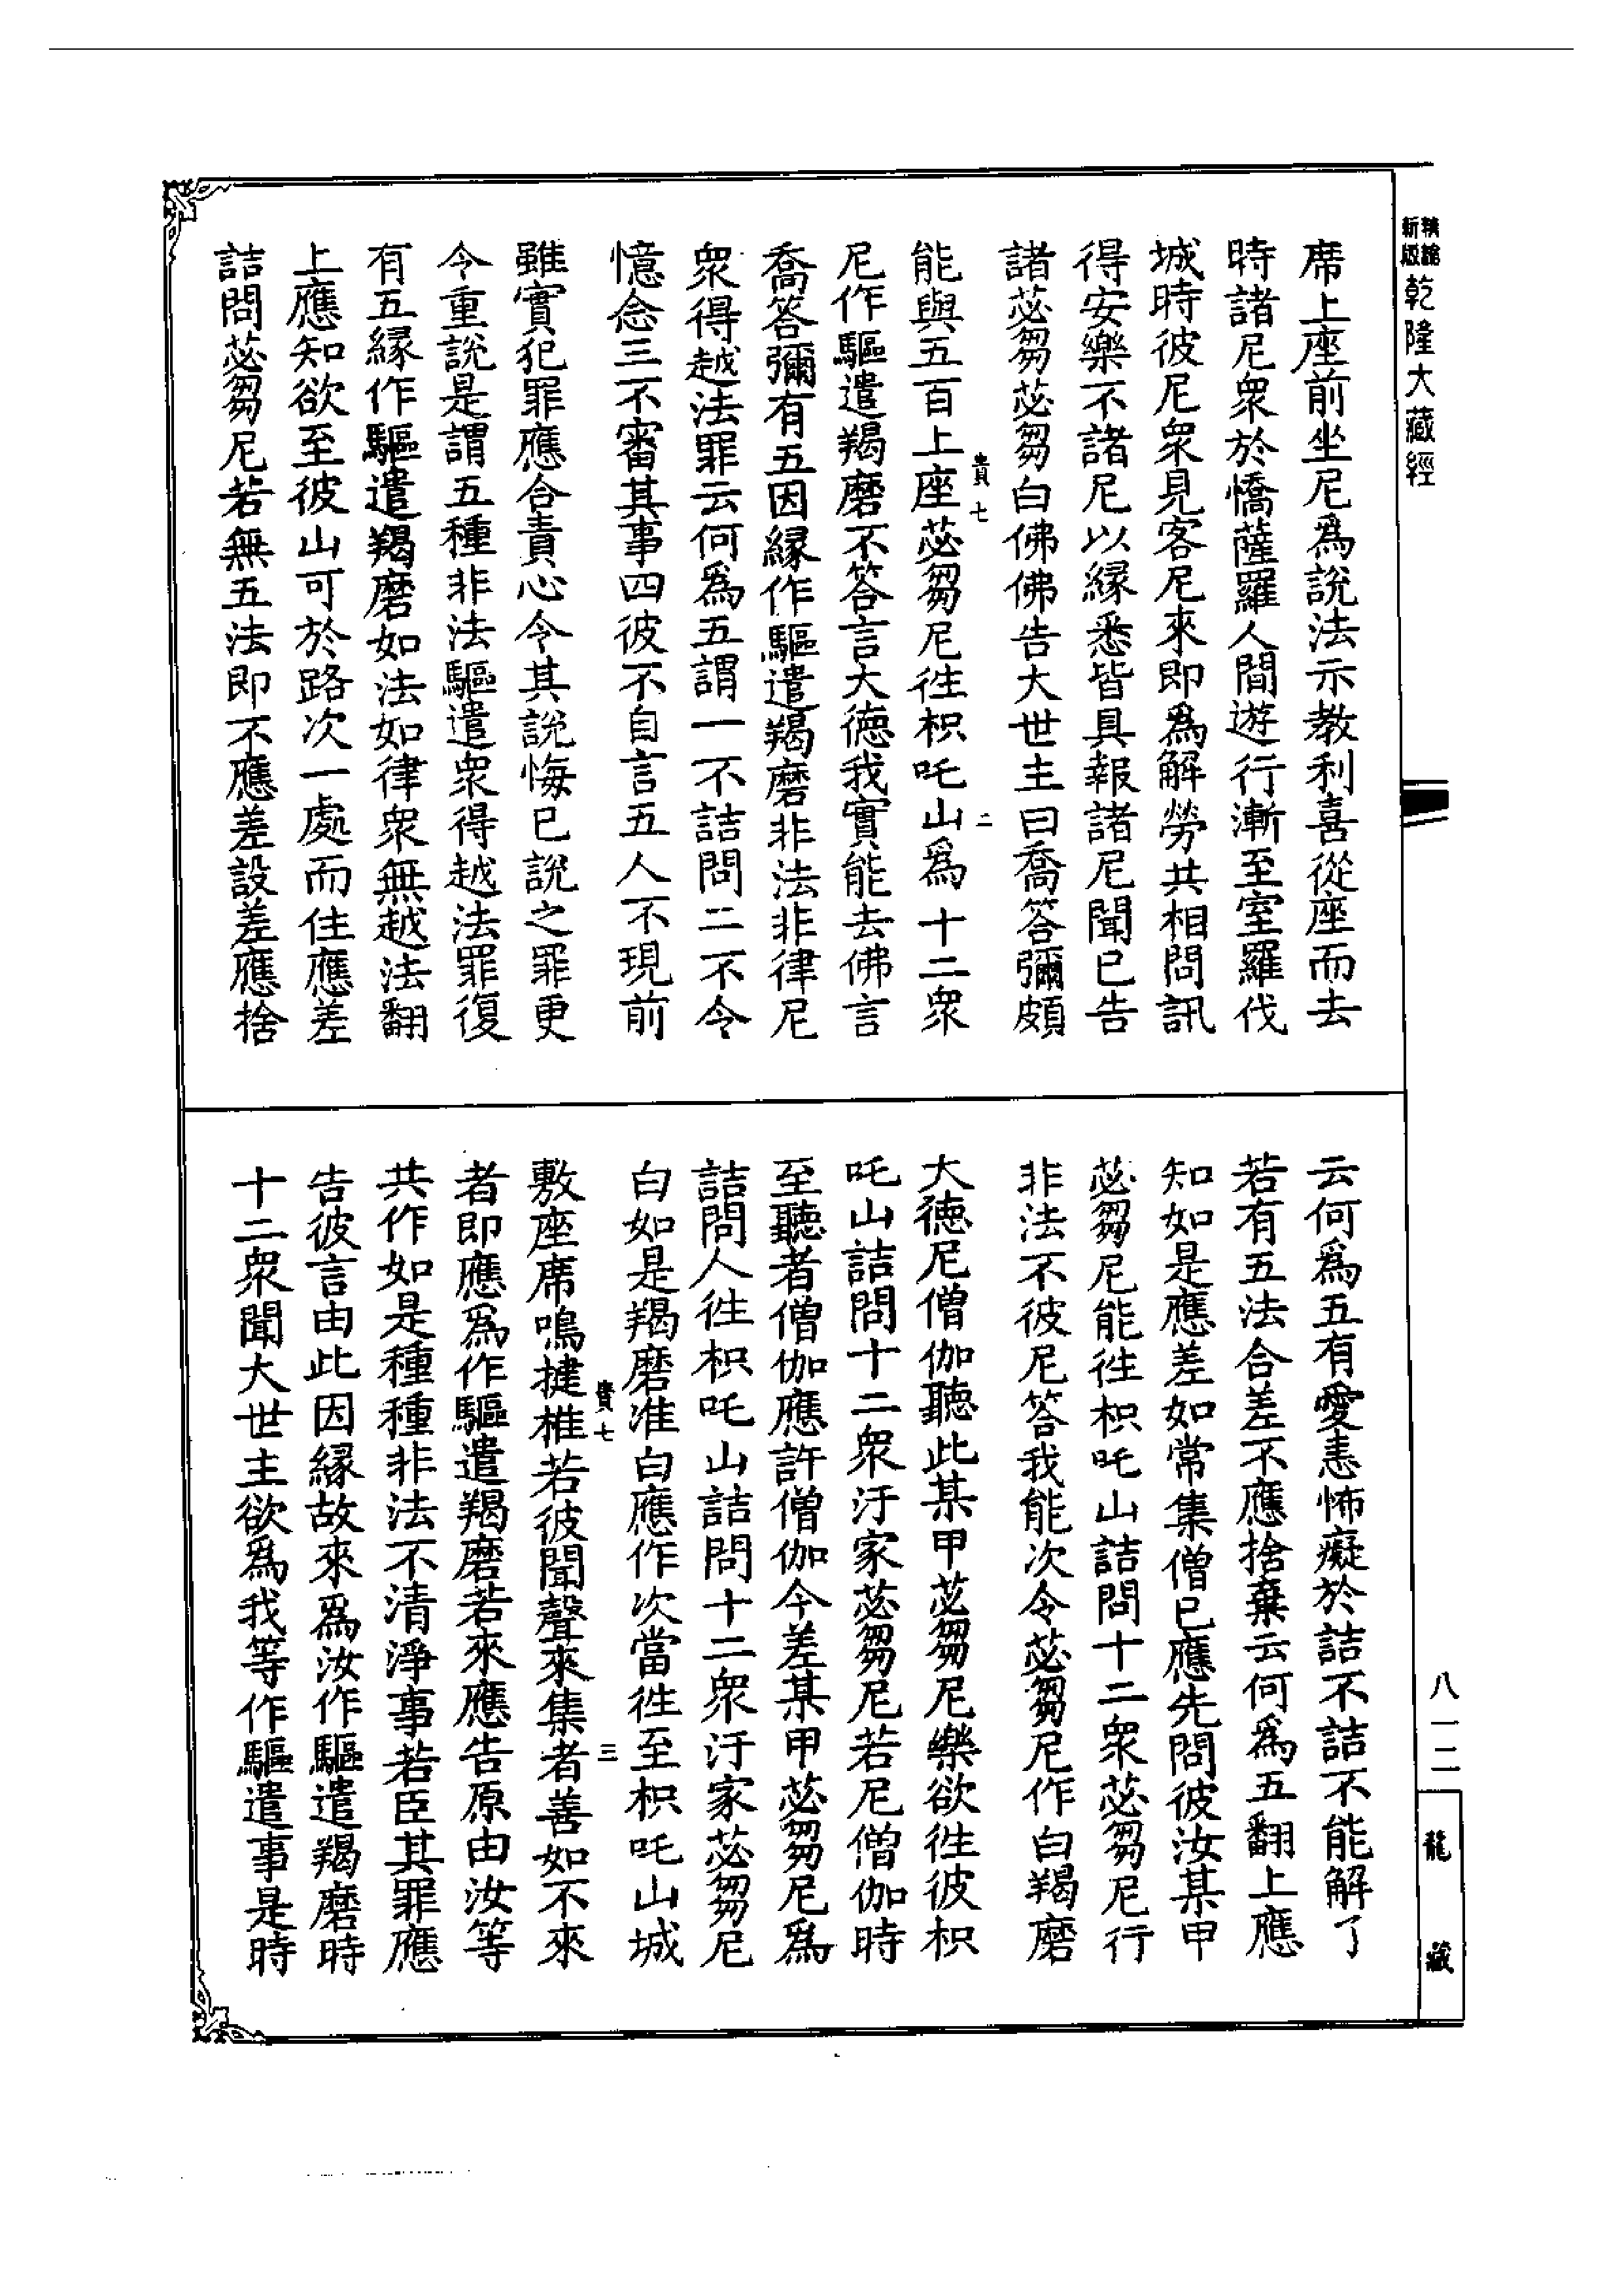 精編新版
乾隆大藏經
席上座前坐尼爲說法示教利喜從座而去
時諸尼衆於憍薩羅人間遊行漸至室羅伐
城時彼尼衆見客尼來即爲解勞共相問訊
得安樂不諸尼以緣悉皆具報諸尼聞已告
諸苾芻苾芻白佛佛告大世主曰喬答彌頗
能與五百上座苾芻尼徃枳吒山爲十二衆
貴七
二
尼作驅遣羯磨不答言大德我實能去佛言
喬答彌有五因緣作驅遣羯磨非法非律尼
衆得越法罪云何爲五謂一不詰問二不令
憶念三不審其事四彼不自言五人不現前
雖實犯罪應合責心令其說悔已說之罪更
今重說是謂五種非法驅遣衆得越法罪復
有五緣作驅遣羯磨如法如律衆無越法翻
上應知欲至彼山可於路次一處而住應差
詰問苾芻尼若無五法即不應差設差應捨
云何爲五有愛恚怖癡於詰不詰不能解了
若有五法合差不應捨棄云何爲五翻上應
知如是應差如常集僧已應先問彼汝某甲
苾芻尼能徃枳吒山詰問十二衆苾芻尼行
非法不彼尼答我能次令苾芻尼作白羯磨
大德尼僧伽聽此某甲苾芻尼樂欲徃彼枳
吒山詰問十二衆汙家苾芻尼若尼僧伽時
至聽者僧伽應許僧伽今差某甲苾芻尼爲
詰問人徃枳吒山詰問十二衆汙家苾芻尼
白如是羯磨准白應作次當徃至枳吒山城
貴七
三
敷座席鳴揵椎若彼聞聲來集者善如不來
者即應爲作驅遣羯磨若來應告原由汝等
共作如是種種非法不清淨事若臣其罪應
告彼言由此因緣故來爲汝作驅遣羯磨時
十二衆聞大世主欲爲我等作驅遣事是時
八一二
龍藏